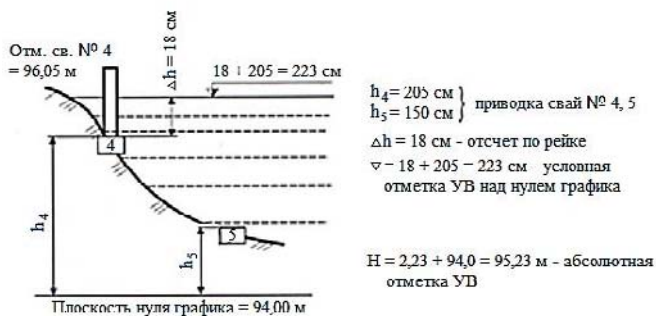 Отм. св. № 4
= 96,05 м
Δh = 18 см
18 + 205 = 223 см
4
5
h4
h5
Плоскость нуля графика = 94,00 м
h4 = 205 см
h5 = 150 см
приводка свай № 4, 5
Δh = 18 см - отсчет по рейке
▽ – 18 + 205 – 223 см условная
отметка УВ над нулем графика
H = 2,23 + 94,0 = 95,23 м - абсолютная
отметка УВ